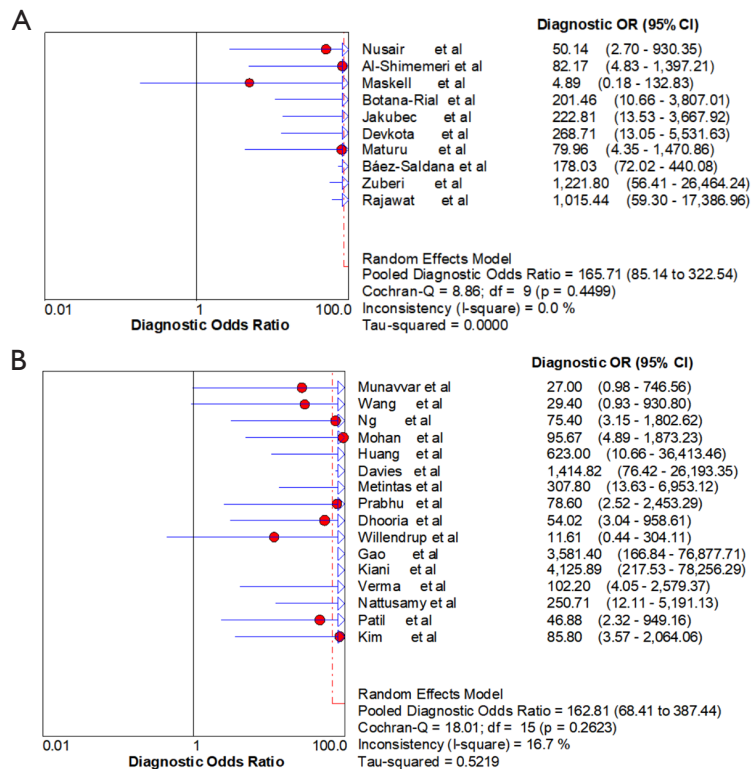 A
Diagnostic OR (95% CI)
Nusair et al 50.14 (2.70 - 930.35)
Al-Shimemeri et al 82.17 (4.83 - 1,397.21)
Maskell et al 4.89 (0.18 - 132.83)
Botana-Rial et al 201.46 (10.66 - 3,807.01)
Jakubec et al 222.81 (13.53 - 3,667.92)
Devkota et al 268.71 (13.05 - 5,531.63)
Maturu et al 79.96 (4.35 - 1,470.86)
Báez-Saldana et al 178.03 (72.02 - 440.08)
Zuberi et al 1,221.80 (56.41 - 26,464.24)
Rajawat et al 1,015.44 (59.30 - 17,386.96)
Random Effects Model
Pooled Diagnostic Odds Ratio = 165.71 (85.14 to 322.54)
Cochran-Q = 8.86; df = 9 (p = 0.4499)
0.01 1 100.0 Inconsistency (I-square) = 0.0 %
Diagnostic Odds Ratio Tau-squared = 0.0000
B
Diagnostic OR (95% CI)
Munavvar et al 27.00 (0.98 - 746.56)
Wang et al 29.40 (0.93 - 930.80)
Ng et al 75.40 (3.15 - 1,802.62)
Mohan et al 95.67 (4.89 - 1,873.23)
Huang et al 623.00 (10.66 - 36,413.46)
Davies et al 1,414.82 (76.42 - 26,193.35)
Metintas et al 307.80 (13.63 - 6,953.12)
Prabhu et al 78.60 (2.52 - 2,453.29)
Dhooria et al 54.02 (3.04 - 958.61)
Willendrup et al 11.61 (0.44 - 304.11)
Gao et al 3,581.40 (166.84 - 76,877.71)
Kiani et al 4,125.89 (217.53 - 78,256.29)
Verma et al 102.20 (4.05 - 2,579.37)
Nattusamy et al 250.71 (12.11 - 5,191.13)
Patil et al 46.88 (2.32 - 949.16)
Kim et al 85.80 (3.57 - 2,064.06)
Random Effects Model
Pooled Diagnostic Odds Ratio = 162.81 (68.41 to 387.44)
Cochran-Q = 18.01; df = 15 (p = 0.2623)
0.01 1 100.0 Inconsistency (I-square) = 16.7 %
Diagnostic Odds Ratio Tau-squared = 0.5219